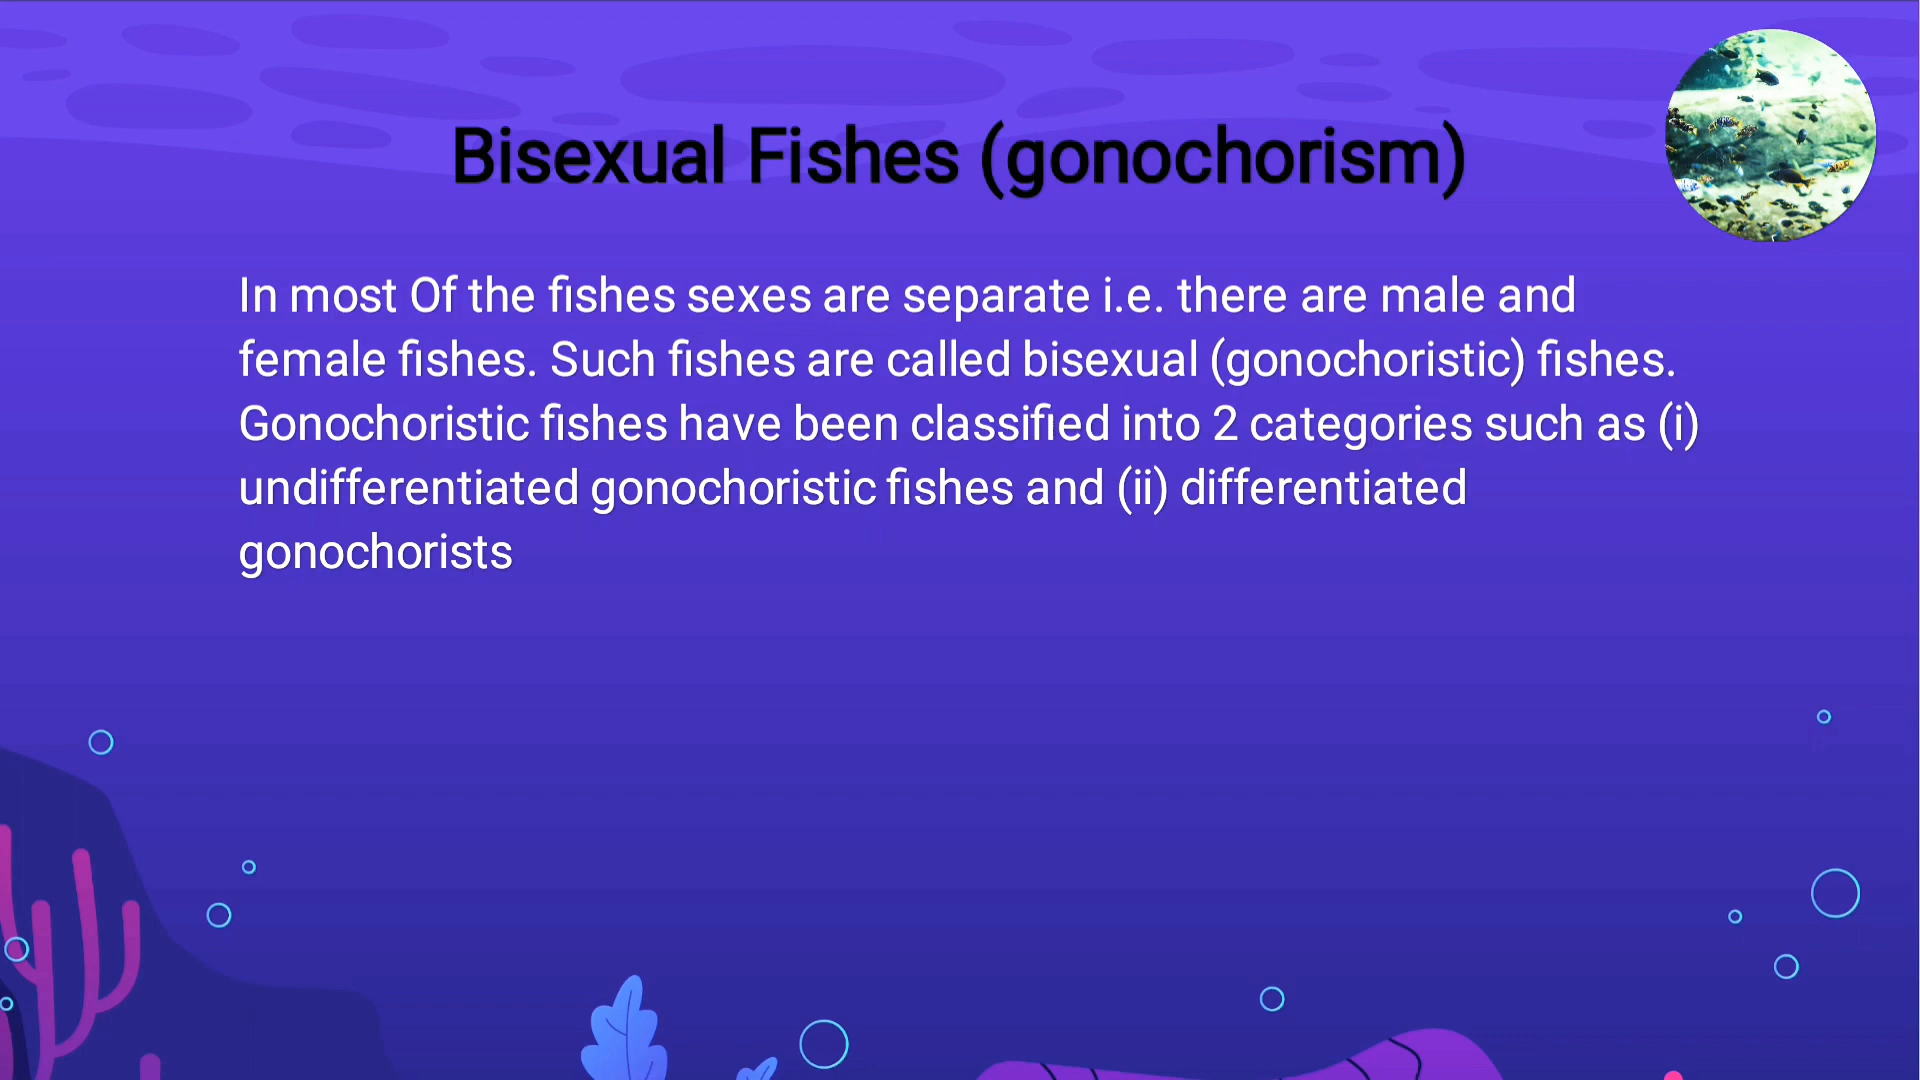 Bisexual Fishes (gonochorism)
In most Of the fishes sexes are separate i.e. there are male and
female fishes. Such fishes are called bisexual (gonochoristic) fishes.
Gonochoristic fishes have been classified into 2 categories such as (i)
undifferentiated gonochoristic fishes and (ii) differentiated
gonochorists